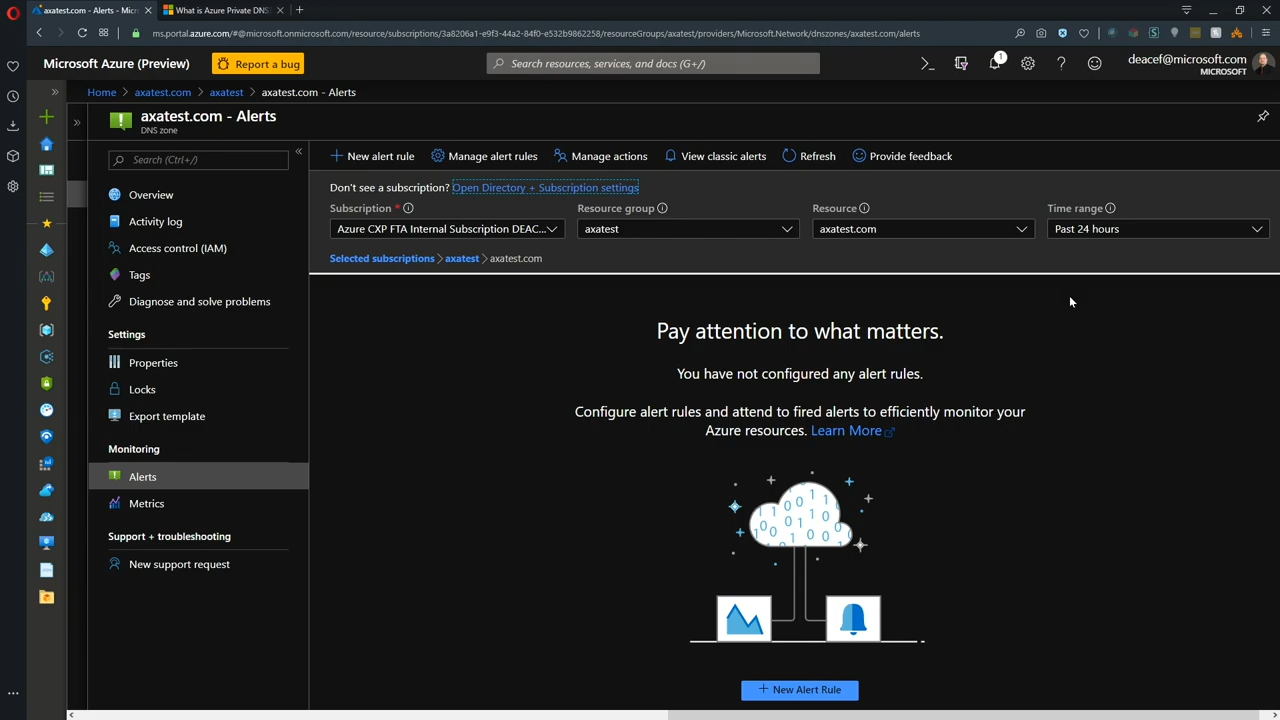 axatest.com - Alerts - Micros
What is Azure Private DNS
ms.portal.azure.com/#@microsoft.onmicrosoft.com/resource/subscriptions/3a8206a1-e9f3-44a2-84f0-e532b9862258/resourceGroups/axatest/providers/Microsoft.Network/dnszones/axatest.com/alerts
Microsoft Azure (Preview)
Report a bug
Search resources, services, and docs (G+/)
1
deacef@microsoft.com
MICROSOFT
Home > axatest.com > axatest > axatest.com - Alerts
axatest.com - Alerts
DNS zone
Search (Ctrl+/)
Overview
Activity log
Access control (IAM)
Tags
Diagnose and solve problems
Settings
Properties
Locks
Export template
Monitoring
Alerts
Metrics
Support + troubleshooting
New support request
New alert rule
Manage alert rules
Manage actions
View classic alerts
Refresh
Provide feedback
Don't see a subscription? Open Directory + Subscription settings
Subscription *
Resource group
Resource
Time range
Azure CXP FTA Internal Subscription DEAC...
axatest
axatest.com
Past 24 hours
Selected subscriptions > axatest > axatest.com
Pay attention to what matters.
You have not configured any alert rules.
Configure alert rules and attend to fired alerts to efficiently monitor your
Azure resources. Learn More
New Alert Rule